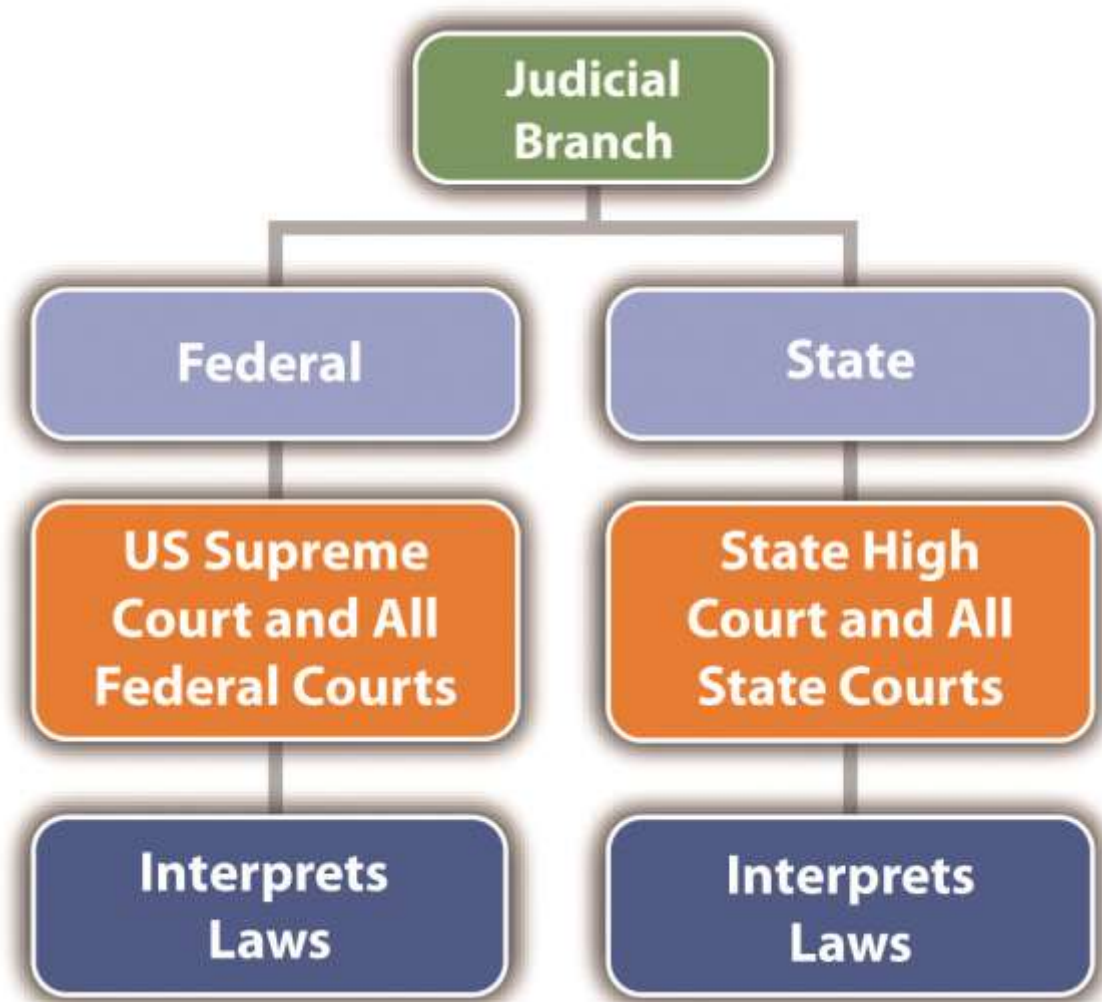 Judicial
Branch
Federal
State
US Supreme
Court and All
Federal Courts
State High
Court and All
State Courts
Interprets
Laws
Interprets
Laws